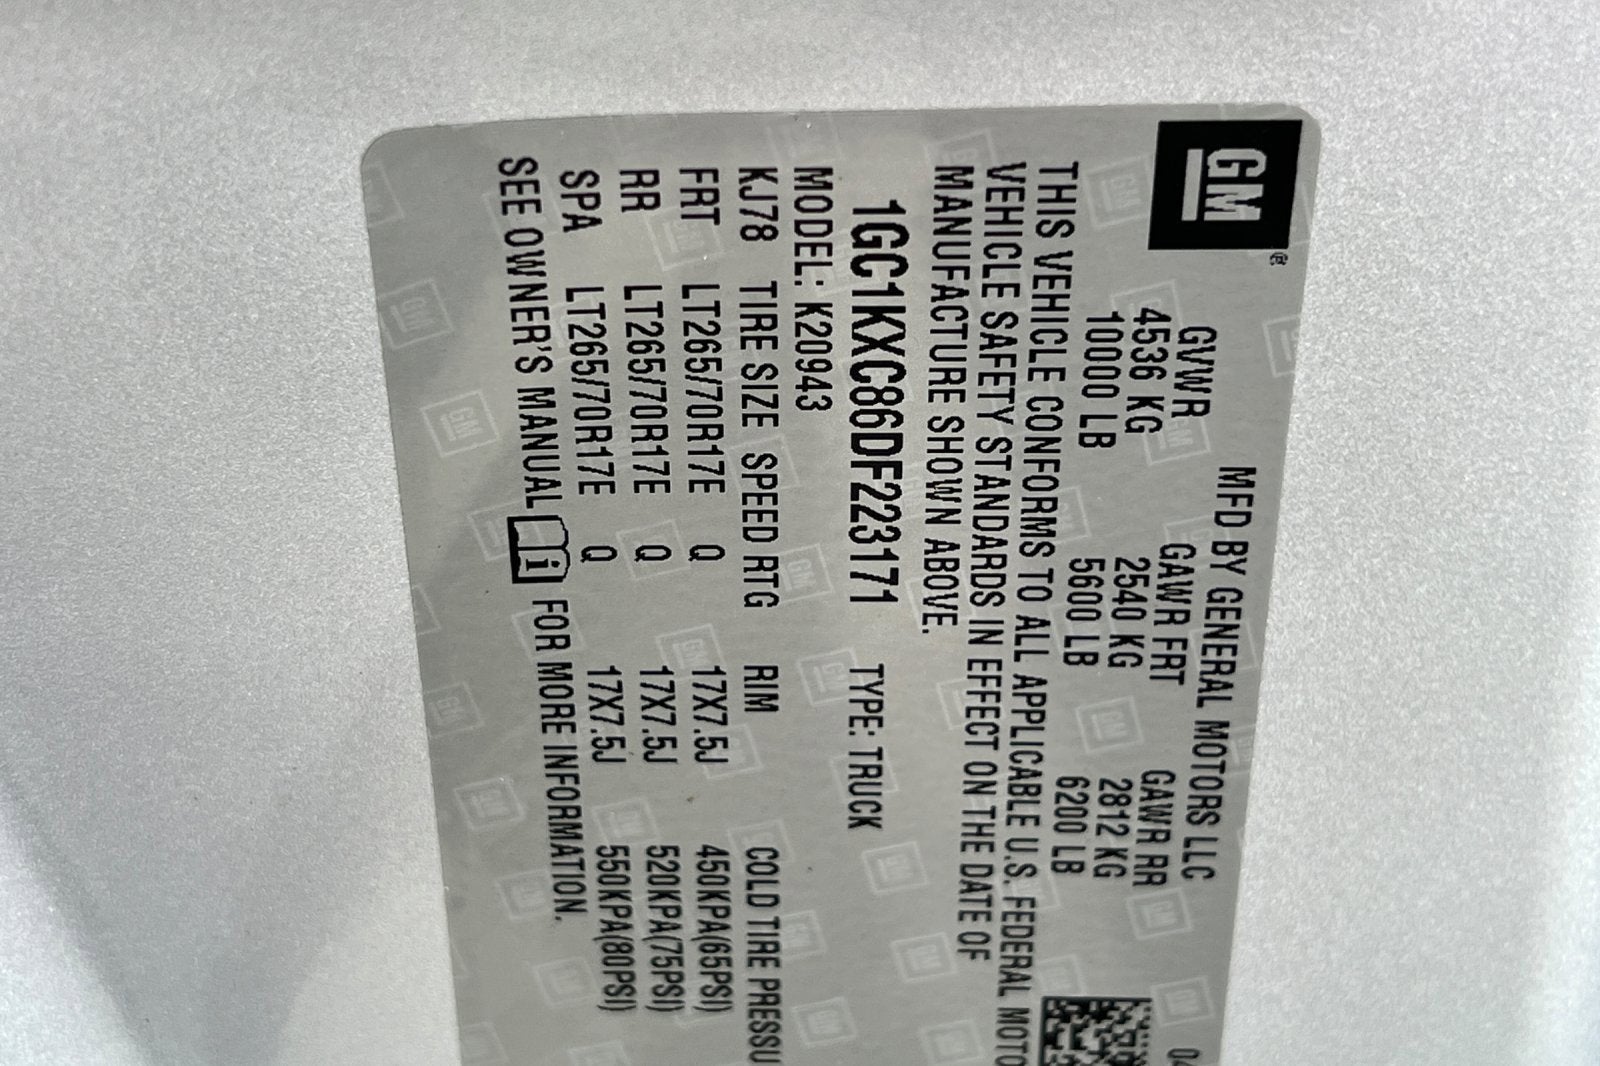 GM ®
MFD BY GENERAL MOTORS LLC 04
GVWR GAWR FRT GAWR RR
4536 KG 2540 KG 2812 KG
10000 LB 5600 LB 6200 LB
THIS VEHICLE CONFORMS TO ALL APPLICABLE U.S. FEDERAL MOTO
VEHICLE SAFETY STANDARDS IN EFFECT ON THE DATE OF
MANUFACTURE SHOWN ABOVE.
1GC1KXC86DF223171 TYPE: TRUCK
MODEL: K20943
KJ78 TIRE SIZE SPEED RTG RIM COLD TIRE PRESSU
FRT LT265/70R17E Q 17X7.5J 450KPA(65PSI)
RR LT265/70R17E Q 17X7.5J 520KPA(75PSI)
SPA LT265/70R17E Q 17X7.5J 550KPA(80PSI)
SEE OWNER'S MANUAL i FOR MORE INFORMATION.